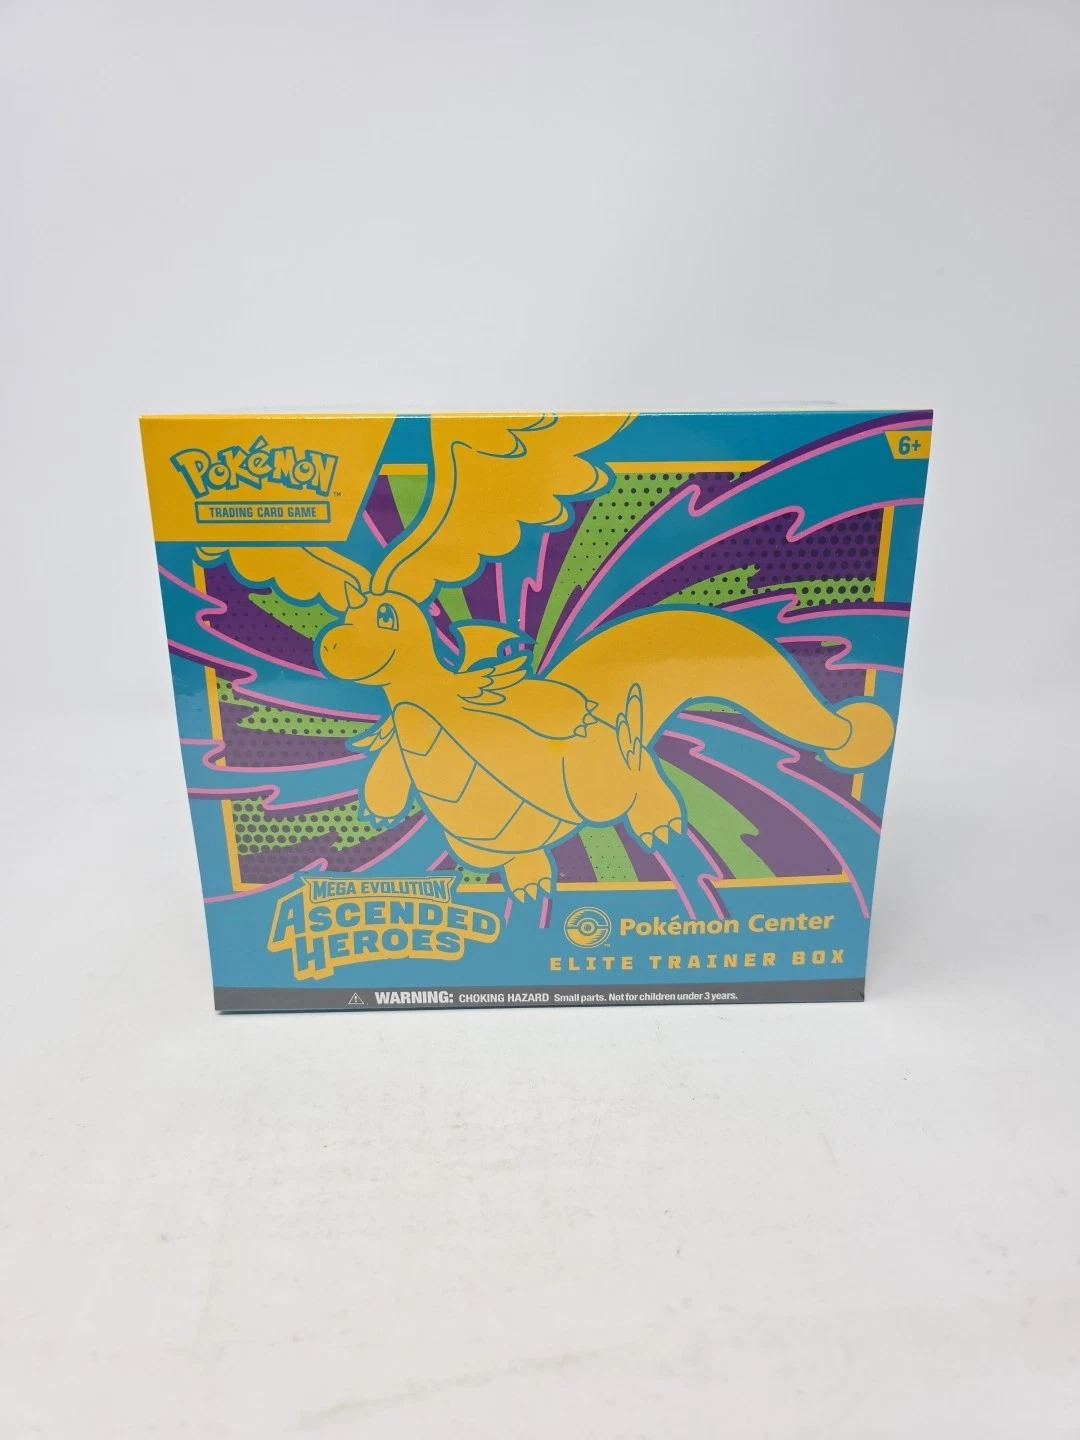 POKéMON
TRADING CARD GAME
6+
MEGA EVOLUTION
ASCENDED
HEROES
Pokémon Center
ELITE TRAINER BOX
WARNING: CHOKING HAZARD Small parts. Not for children under 3 years.